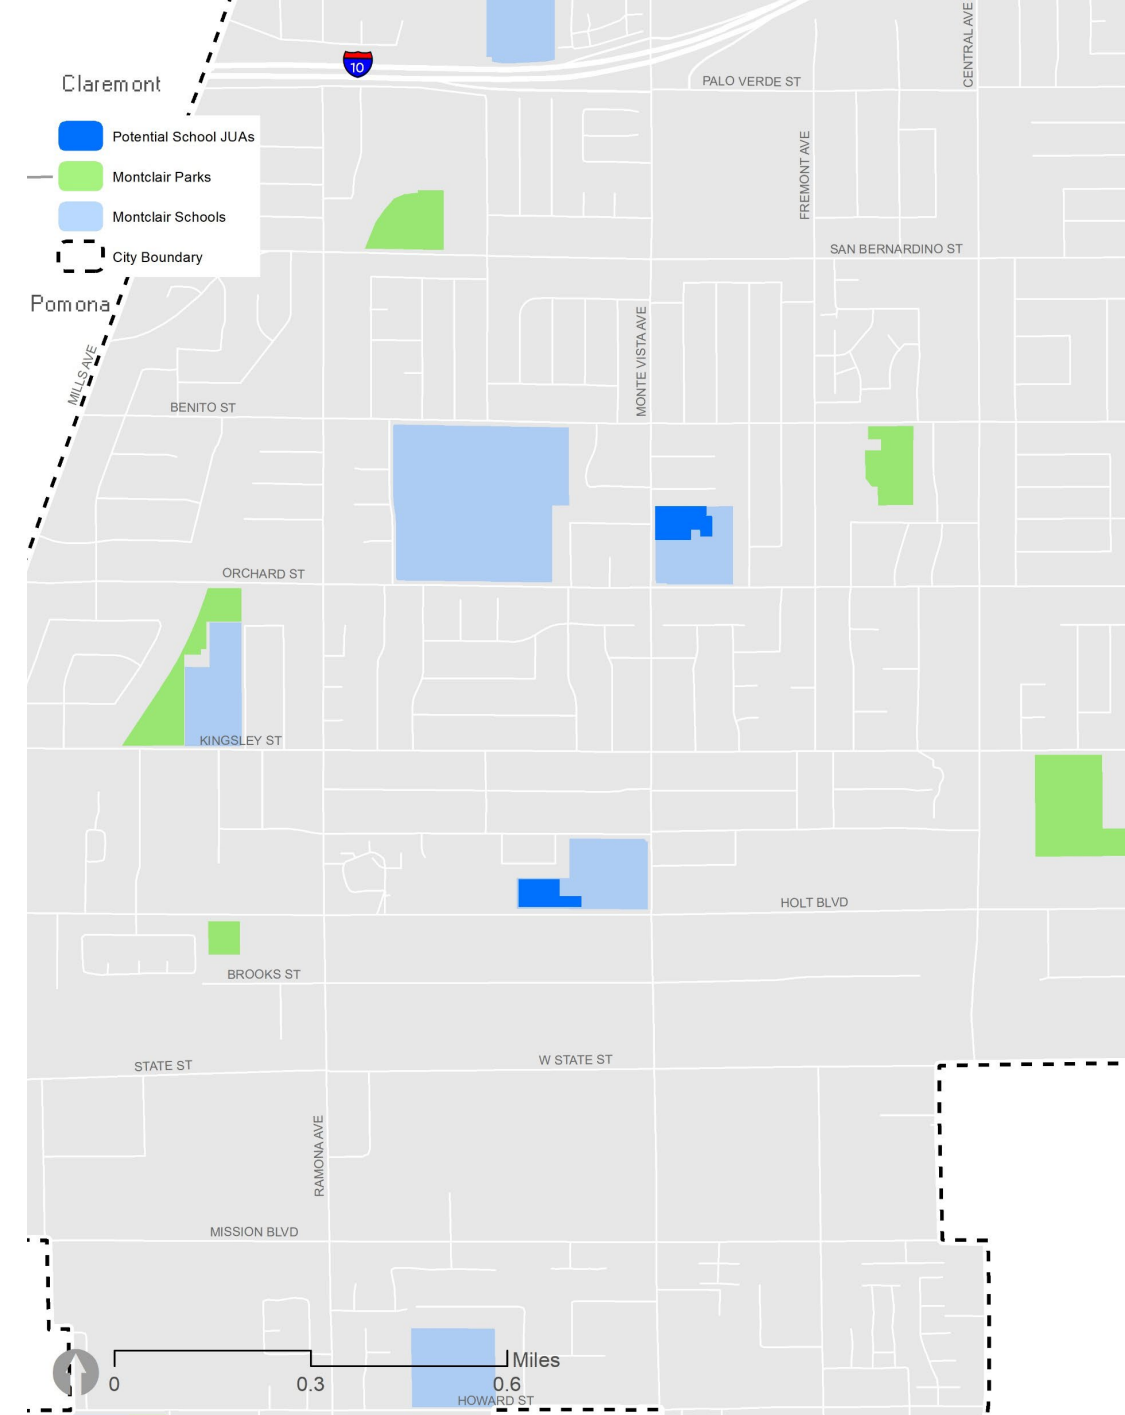 CENTRAL AVE
10
PALO VERDE ST
Claremont
Potential School JUAs
Montclair Parks
Montclair Schools
City Boundary
FREMONT AVE
SAN BERNARDINO ST
Pomona
MILLS AVE
MONTE VISTA AVE
BENITO ST
ORCHARD ST
KINGSLEY ST
HOLT BLVD
BROOKS ST
W STATE ST
STATE ST
RAMONA AVE
MISSION BLVD
Miles
0 0.3 0.6
HOWARD ST